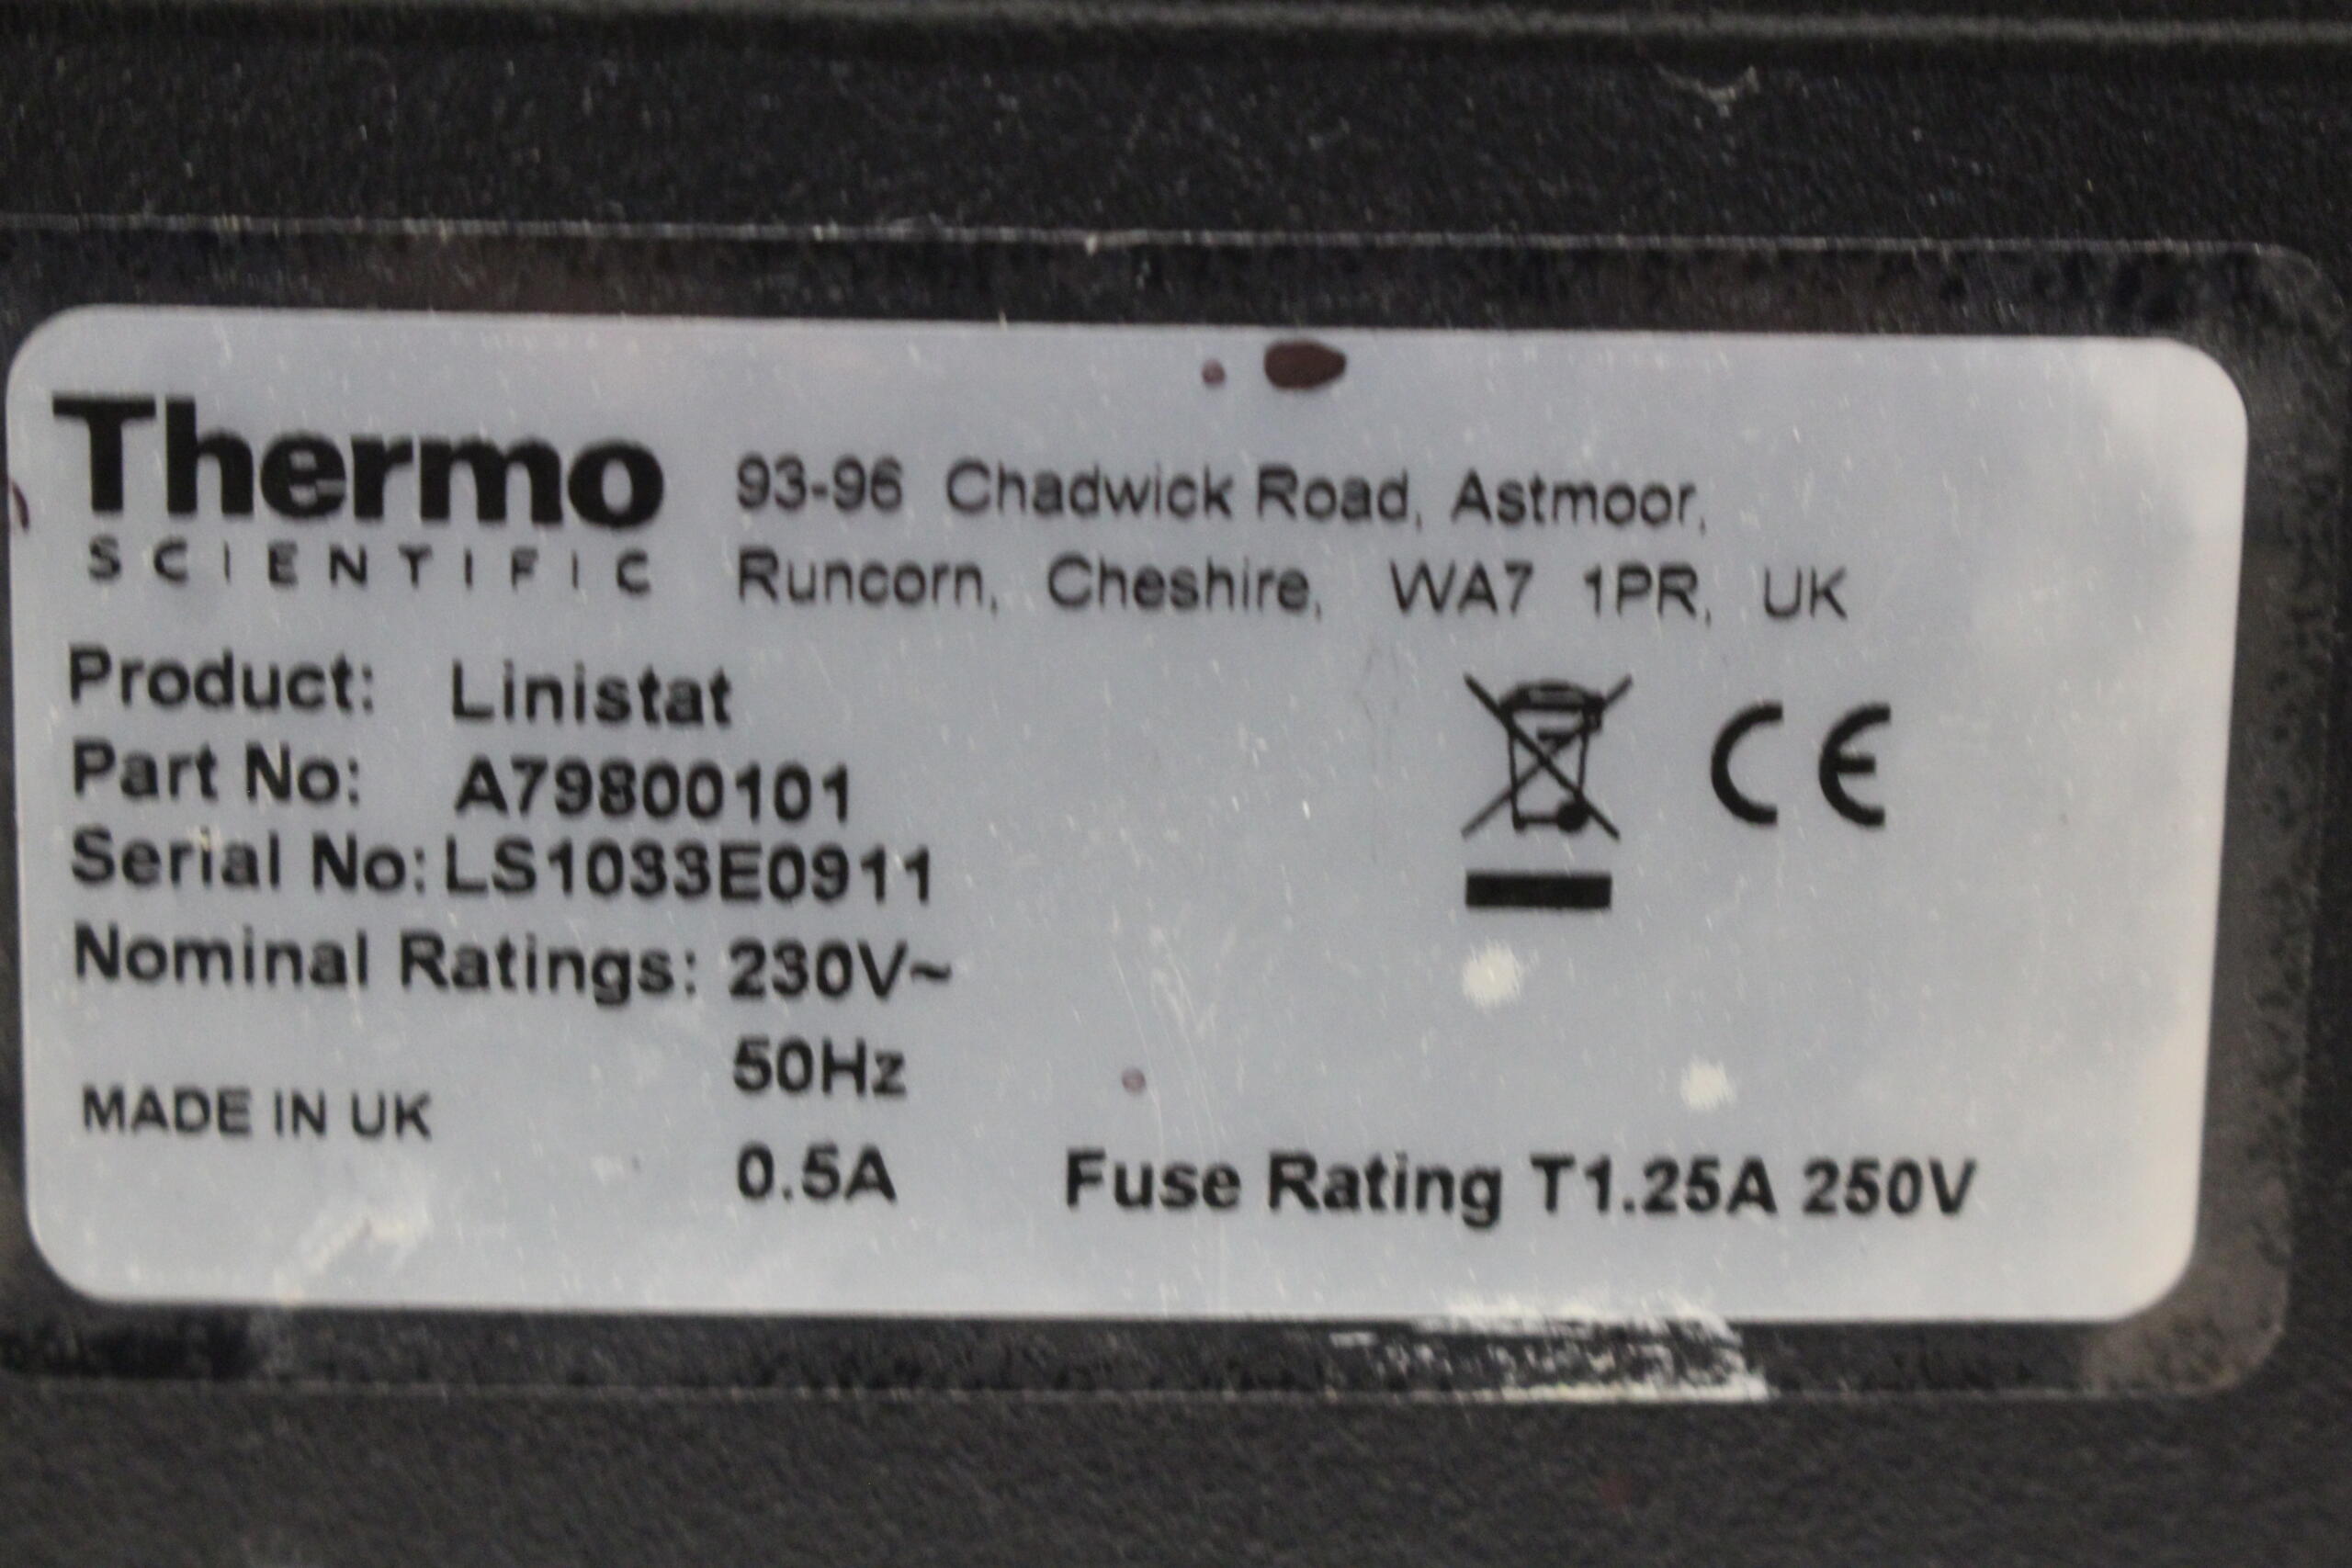 Thermo
SCIENTIFIC
93-96 Chadwick Road, Astmoor,
Runcorn, Cheshire, WA7 1PR, UK
Product: Linistat
Part No: A79800101
Serial No: LS1033E0911
Nominal Ratings: 230V~
50Hz
MADE IN UK
0.5A Fuse Rating T1.25A 250V
CE